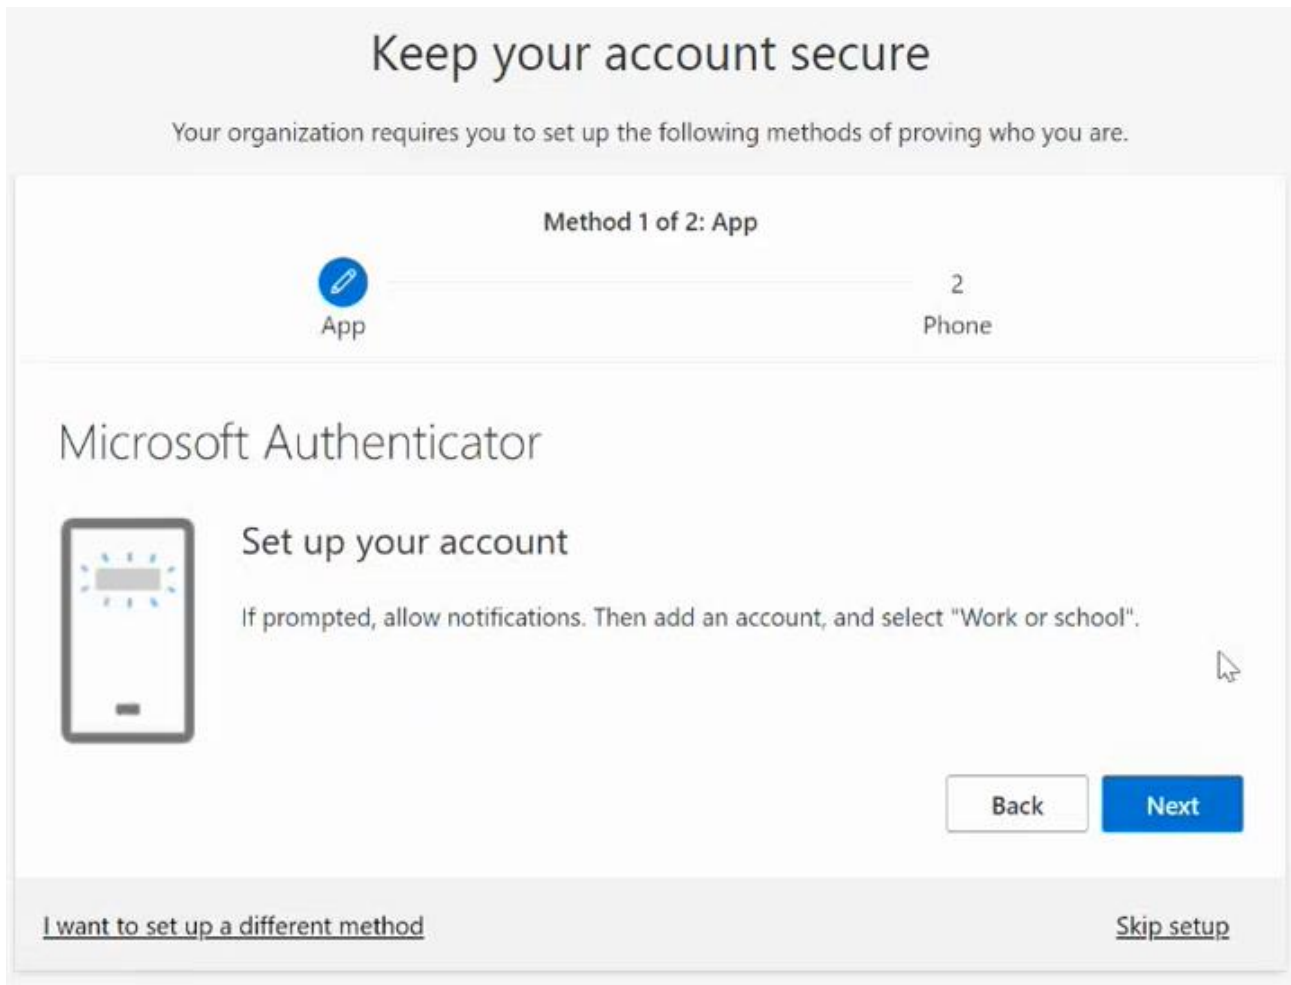 Keep your account secure
Your organization requires you to set up the following methods of proving who you are.
Method 1 of 2: App
App
2
Phone
Microsoft Authenticator
Set up your account
If prompted, allow notifications. Then add an account, and select "Work or school".
Back
Next
I want to set up a different method
Skip setup